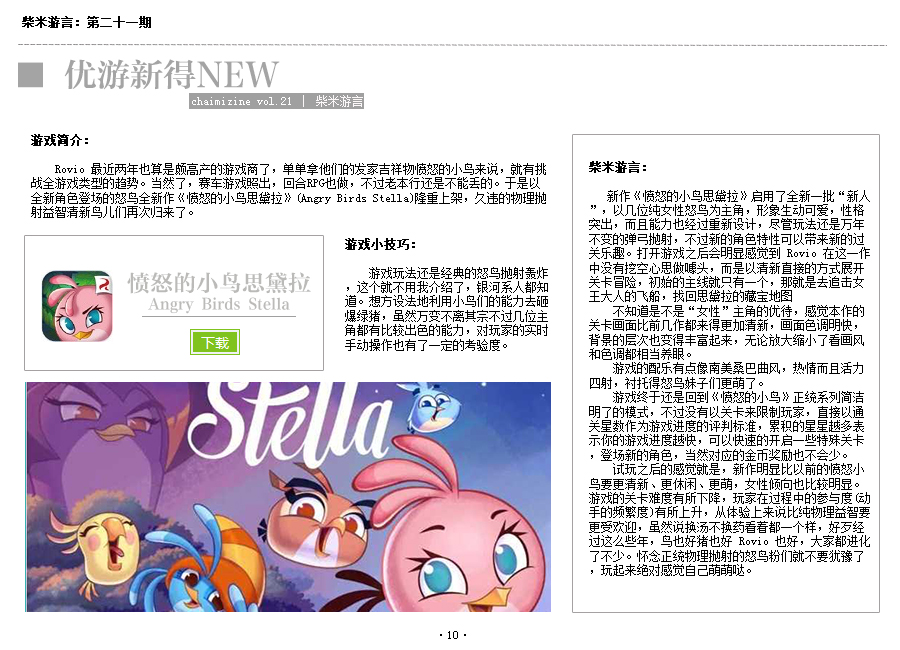 柴米游言：第二十一期
优游新得NEW
chaimizine vol.21 | 柴米游言
游戏简介：
Rovio 最近两年也算是颇高产的游戏商了，单单拿他们的发家吉祥物愤怒的小鸟来说，就有挑
战全游戏类型的趋势。当然了，赛车游戏照出，回合RPG也做，不过老本行还是不能丢的。于是以
全新角色登场的怒鸟全新作《愤怒的小鸟思黛拉》(Angry Birds Stella)隆重上架，久违的物理抛
射益智清新鸟儿们再次归来了。
愤怒的小鸟思黛拉
Angry Birds Stella
下载
游戏小技巧：
游戏玩法还是经典的怒鸟抛射轰炸
，这个就不用我介绍了，银河系人都知
道。想方设法地利用小鸟们的能力去砸
爆绿猪，虽然万变不离其宗不过几位主
角都有比较出色的能力，对玩家的实时
手动操作也有了一定的考验度。
Stella
柴米游言：
新作《愤怒的小鸟思黛拉》启用了全新一批“新人
”，以几位纯女性怒鸟为主角，形象生动可爱，性格
突出，而且能力也经过重新设计，尽管玩法还是万年
不变的弹弓抛射，不过新的角色特性可以带来新的过
关乐趣。打开游戏之后会明显感觉到 Rovio 在这一作
中没有挖空心思做噱头，而是以清新直接的方式展开
关卡冒险，初始的主线就只有一个，那就是去追击女
王大人的飞船，找回思黛拉的藏宝地图
不知道是不是“女性”主角的优待，感觉本作的
关卡画面比前几作都来得更加清新，画面色调明快，
背景的层次也变得丰富起来，无论放大缩小了看画风
和色调都相当养眼。
游戏的配乐有点像南美桑巴曲风，热情而且活力
四射，衬托得怒鸟妹子们更萌了。
游戏终于还是回到《愤怒的小鸟》正统系列简洁
明了的模式，不过没有以关卡来限制玩家，直接以通
关星数作为游戏进度的评判标准，累积的星星越多表
示你的游戏进度越快，可以快速的开启一些特殊关卡
，登场新的角色，当然对应的金币奖励也不会少。
试玩之后的感觉就是，新作明显比以前的愤怒小
鸟要更清新、更休闲、更萌，女性倾向也比较明显。
游戏的关卡难度有所下降，玩家在过程中的参与度(动
手的频繁度)有所上升，从体验上来说比纯物理益智要
更受欢迎，虽然说换汤不换药看着都一个样，好歹经
过这么些年，鸟也好猪也好 Rovio 也好，大家都进化
了不少。怀念正统物理抛射的怒鸟粉们就不要犹豫了
，玩起来绝对感觉自己萌萌哒。
·10·